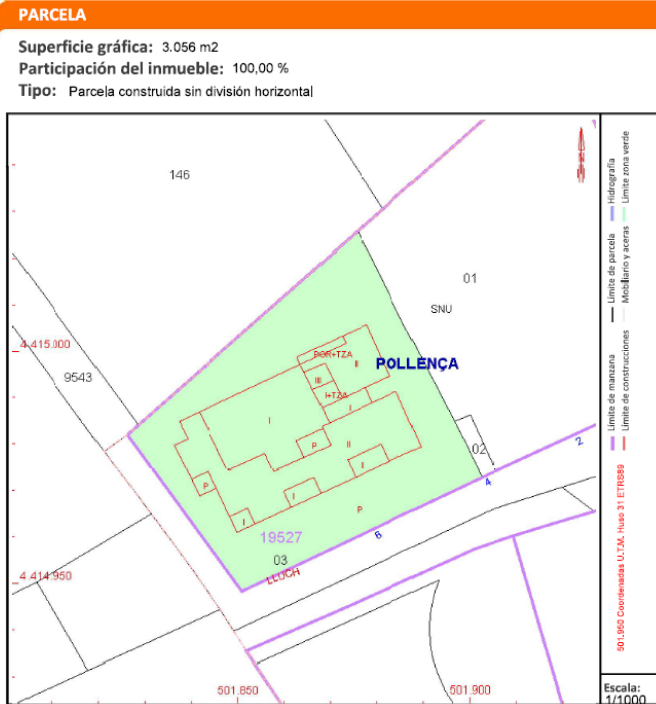 PARCELA
Superficie gráfica: 3.056 m2
Participación del inmueble: 100,00 %
Tipo: Parcela construida sin división horizontal
146
01
SNU
4.415.000
9543
POR+TZA
II
III
POLLENÇA
I+TZA
I
I
P
II
02
2
P
I
I
I
4
P
6
19527
03
LLUCH
4.414.950
501.850
501.900
Hidrografía
Límite zona verde
Límite de parcela
Mobiliario y aceras
Límite de manzana
Límite de construcciones
501.950 Coordenadas U.T.M. Huso 31 ETRS89
Escala:
1/1000